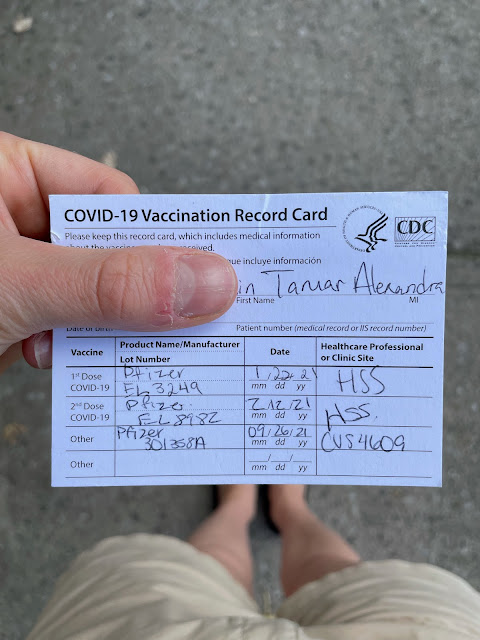 COVID-19 Vaccination Record Card
Please keep this record card, which includes medical information
about the vaccines received.
que incluye información
in Tamar Alexandra
First Name MI
Date of birth Patient number (medical record or IIS record number)
CDC
Vaccine Product Name/Manufacturer Date Healthcare Professional
Lot Number or Clinic Site
1st Dose Pfizer 1/22/21 HSS
COVID-19 EL3249 mm dd yy
2nd Dose Pfizer 2/12/21 HSS.
COVID-19 EL8982 mm dd yy
Other Pfizer 09/26/21 CVS4609
301358A mm dd yy
Other / /
mm dd yy